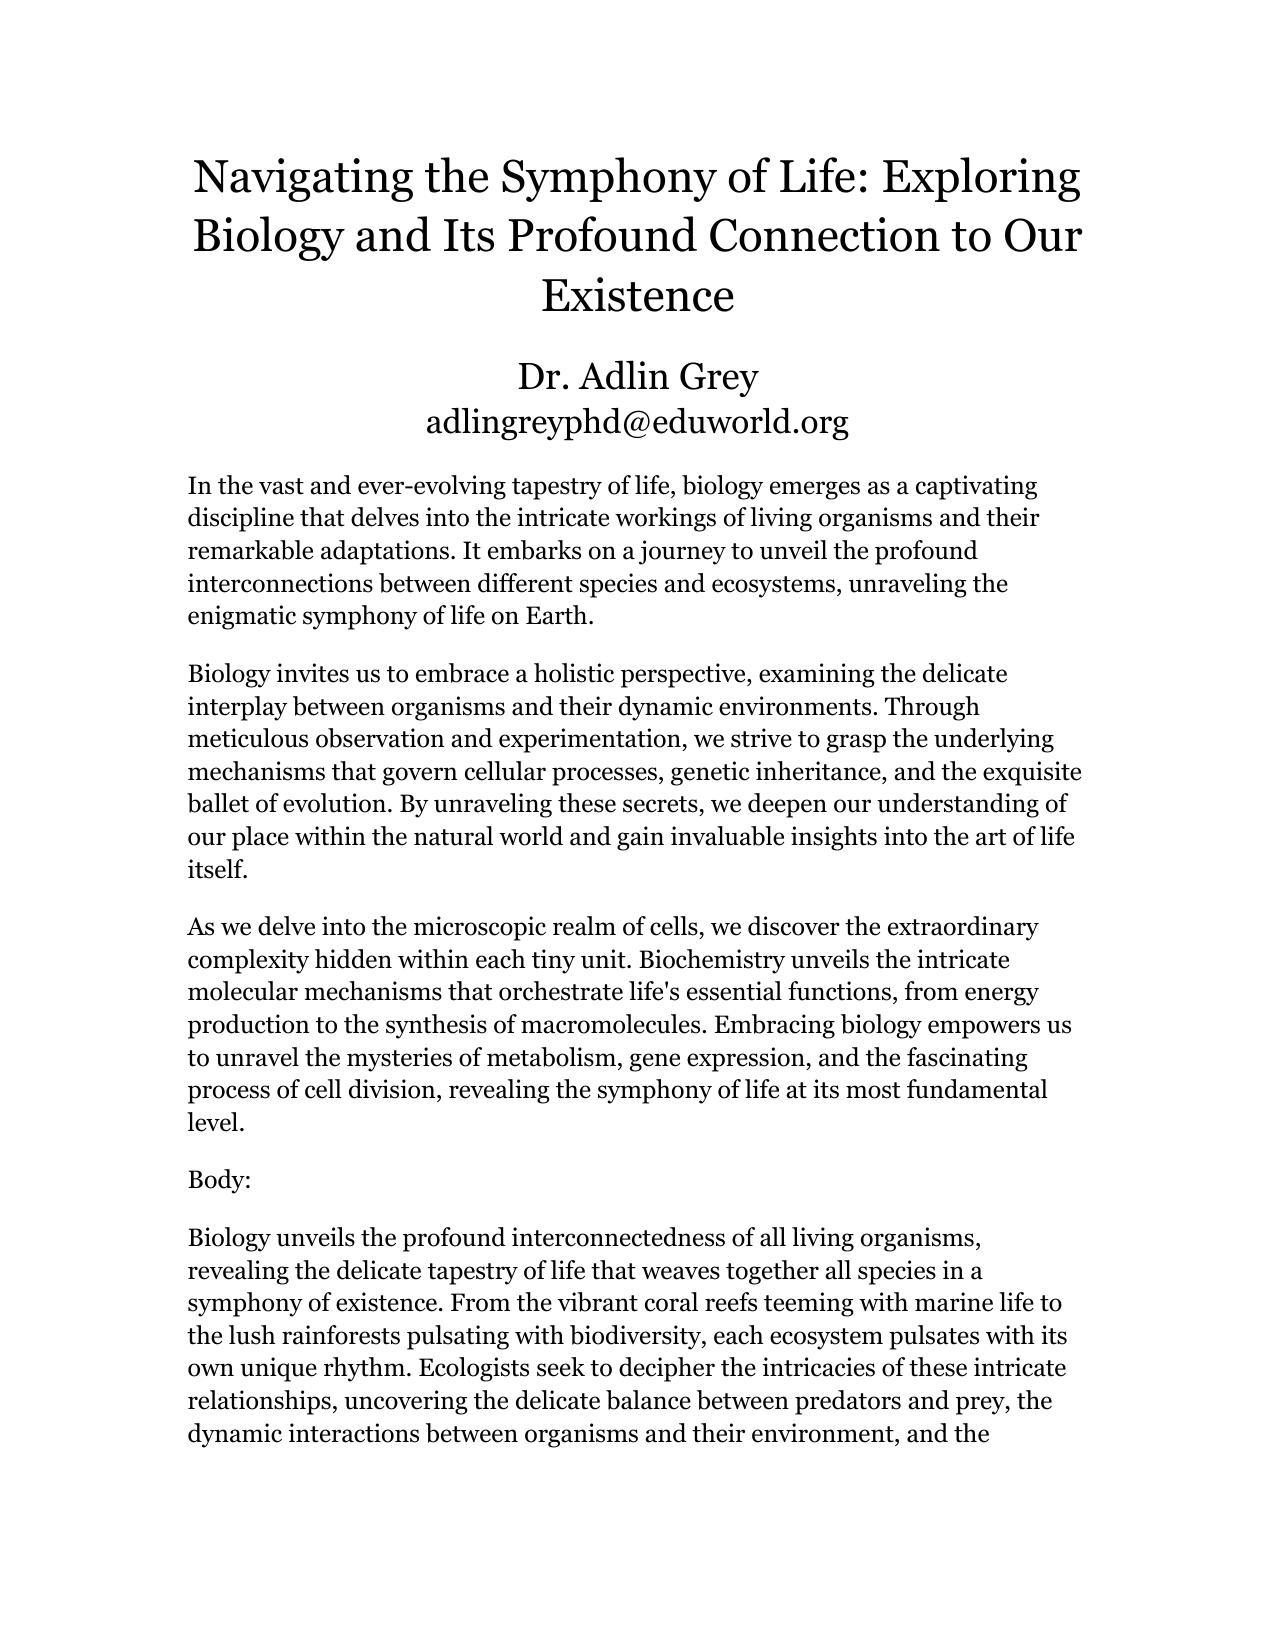 Navigating the Symphony of Life: Exploring
Biology and Its Profound Connection to Our
Existence
Dr. Adlin Grey
adlingreyphd@eduworld.org
In the vast and ever-evolving tapestry of life, biology emerges as a captivating
discipline that delves into the intricate workings of living organisms and their
remarkable adaptations. It embarks on a journey to unveil the profound
interconnections between different species and ecosystems, unraveling the
enigmatic symphony of life on Earth.
Biology invites us to embrace a holistic perspective, examining the delicate
interplay between organisms and their dynamic environments. Through
meticulous observation and experimentation, we strive to grasp the underlying
mechanisms that govern cellular processes, genetic inheritance, and the exquisite
ballet of evolution. By unraveling these secrets, we deepen our understanding of
our place within the natural world and gain invaluable insights into the art of life
itself.
As we delve into the microscopic realm of cells, we discover the extraordinary
complexity hidden within each tiny unit. Biochemistry unveils the intricate
molecular mechanisms that orchestrate life's essential functions, from energy
production to the synthesis of macromolecules. Embracing biology empowers us
to unravel the mysteries of metabolism, gene expression, and the fascinating
process of cell division, revealing the symphony of life at its most fundamental
level.
Body:
Biology unveils the profound interconnectedness of all living organisms,
revealing the delicate tapestry of life that weaves together all species in a
symphony of existence. From the vibrant coral reefs teeming with marine life to
the lush rainforests pulsating with biodiversity, each ecosystem pulsates with its
own unique rhythm. Ecologists seek to decipher the intricacies of these intricate
relationships, uncovering the delicate balance between predators and prey, the
dynamic interactions between organisms and their environment, and the